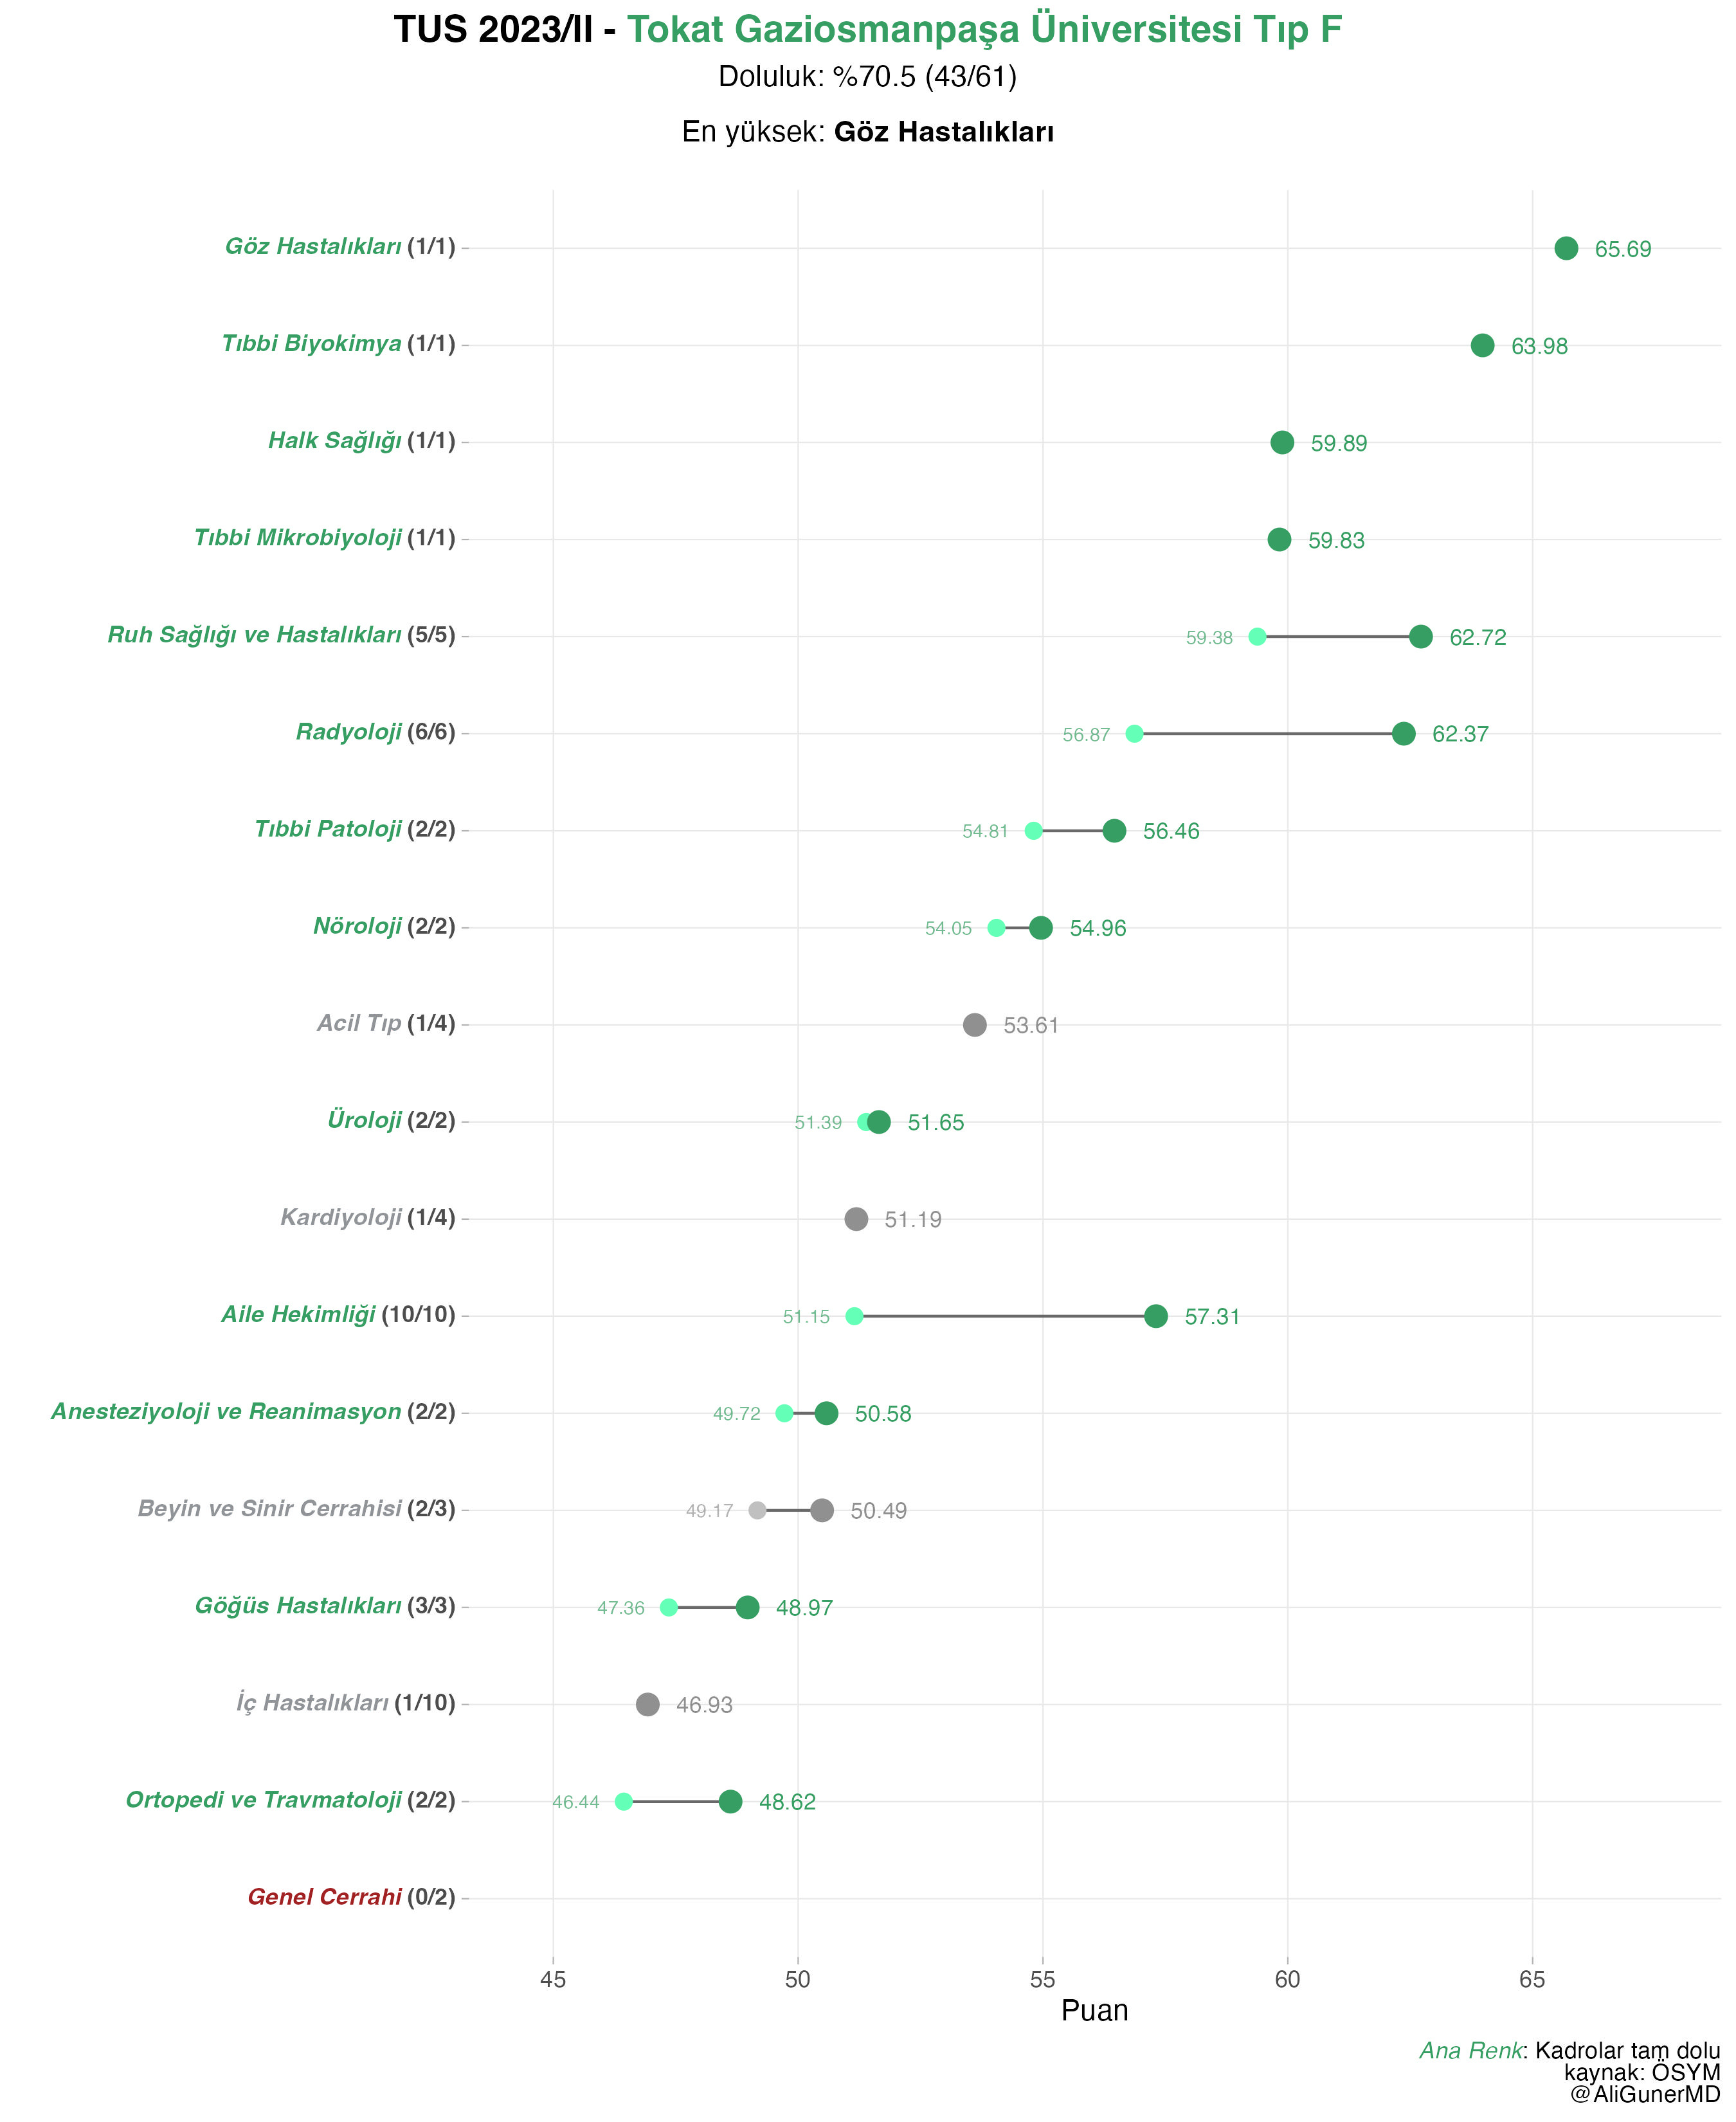 TUS 2023/II - Tokat Gaziosmanpaşa Üniversitesi Tıp F
Doluluk: %70.5 (43/61)
En yüksek: Göz Hastalıkları
Göz Hastalıkları (1/1) 65.69
Tıbbi Biyokimya (1/1) 63.98
Halk Sağlığı (1/1) 59.89
Tıbbi Mikrobiyoloji (1/1) 59.83
Ruh Sağlığı ve Hastalıkları (5/5) 59.38 62.72
Radyoloji (6/6) 56.87 62.37
Tıbbi Patoloji (2/2) 54.81 56.46
Nöroloji (2/2) 54.05 54.96
Acil Tıp (1/4) 53.61
Üroloji (2/2) 51.39 51.65
Kardiyoloji (1/4) 51.19
Aile Hekimliği (10/10) 51.15 57.31
Anesteziyoloji ve Reanimasyon (2/2) 49.72 50.58
Beyin ve Sinir Cerrahisi (2/3) 49.17 50.49
Göğüs Hastalıkları (3/3) 47.36 48.97
İç Hastalıkları (1/10) 46.93
Ortopedi ve Travmatoloji (2/2) 46.44 48.62
Genel Cerrahi (0/2)
45 50 55 60 65
Puan
Ana Renk: Kadrolar tam dolu
kaynak: ÖSYM
@AliGunerMD